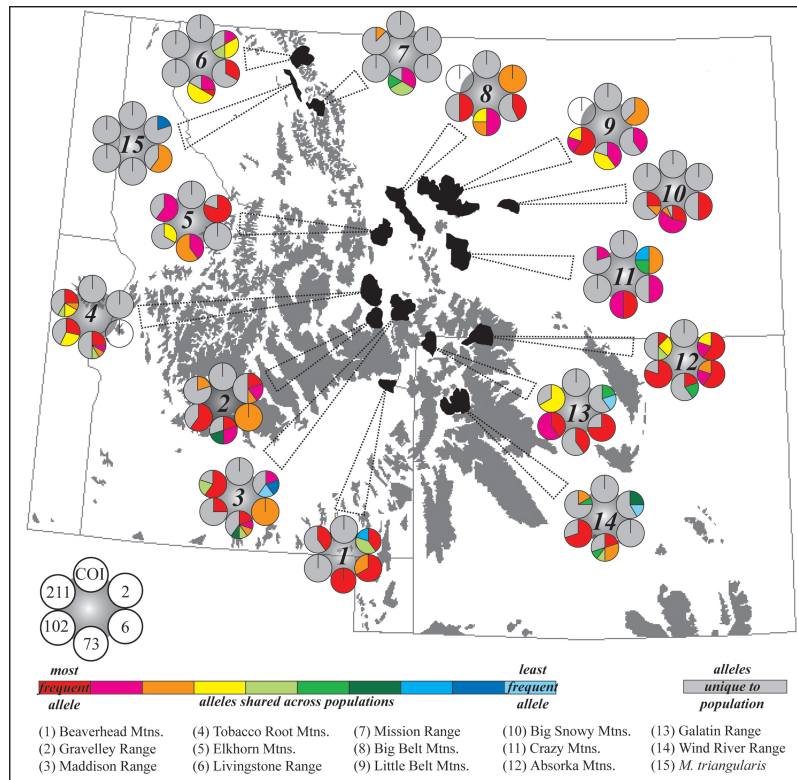 6
7
8
15
9
10
5
11
4
12
2
13
3
14
1
COI
211 2
102 6
73
most least alleles
frequent frequent unique to
allele alleles shared across populations allele population
(1) Beaverhead Mtns. (4) Tobacco Root Mtns. (7) Mission Range (10) Big Snowy Mtns. (13) Galatin Range
(2) Gravelley Range (5) Elkhorn Mtns. (8) Big Belt Mtns. (11) Crazy Mtns. (14) Wind River Range
(3) Maddison Range (6) Livingstone Range (9) Little Belt Mtns. (12) Absorka Mtns. (15) M. triangularis